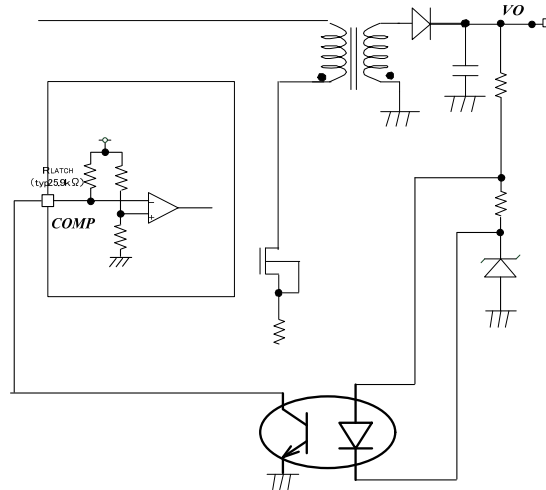 VO
RLATCH
(typ25.9kΩ)
COMP
−
+